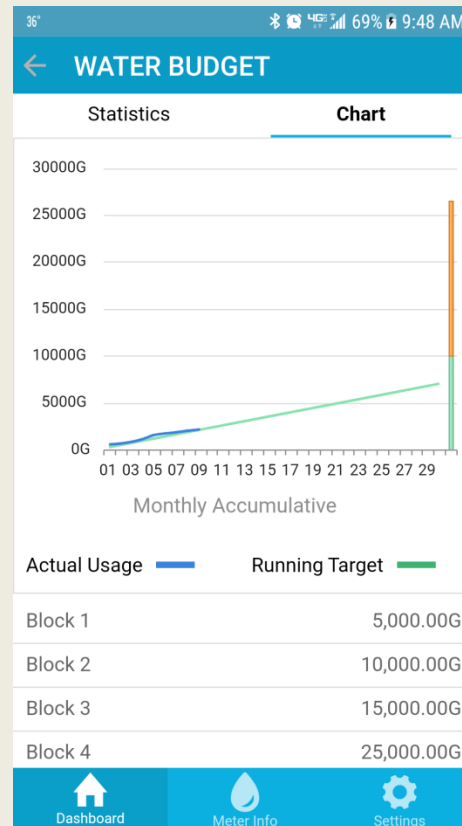 36° 4GE 69% 9:48 AM
WATER BUDGET
Statistics Chart
30000G
25000G
20000G
15000G
10000G
5000G
0G
01 03 05 07 09 11 13 15 17 19 21 23 25 27 29
Monthly Accumulative
Actual Usage Running Target
Block 1 5,000.00G
Block 2 10,000.00G
Block 3 15,000.00G
Block 4 25,000.00G
Dashboard Meter Info Settings